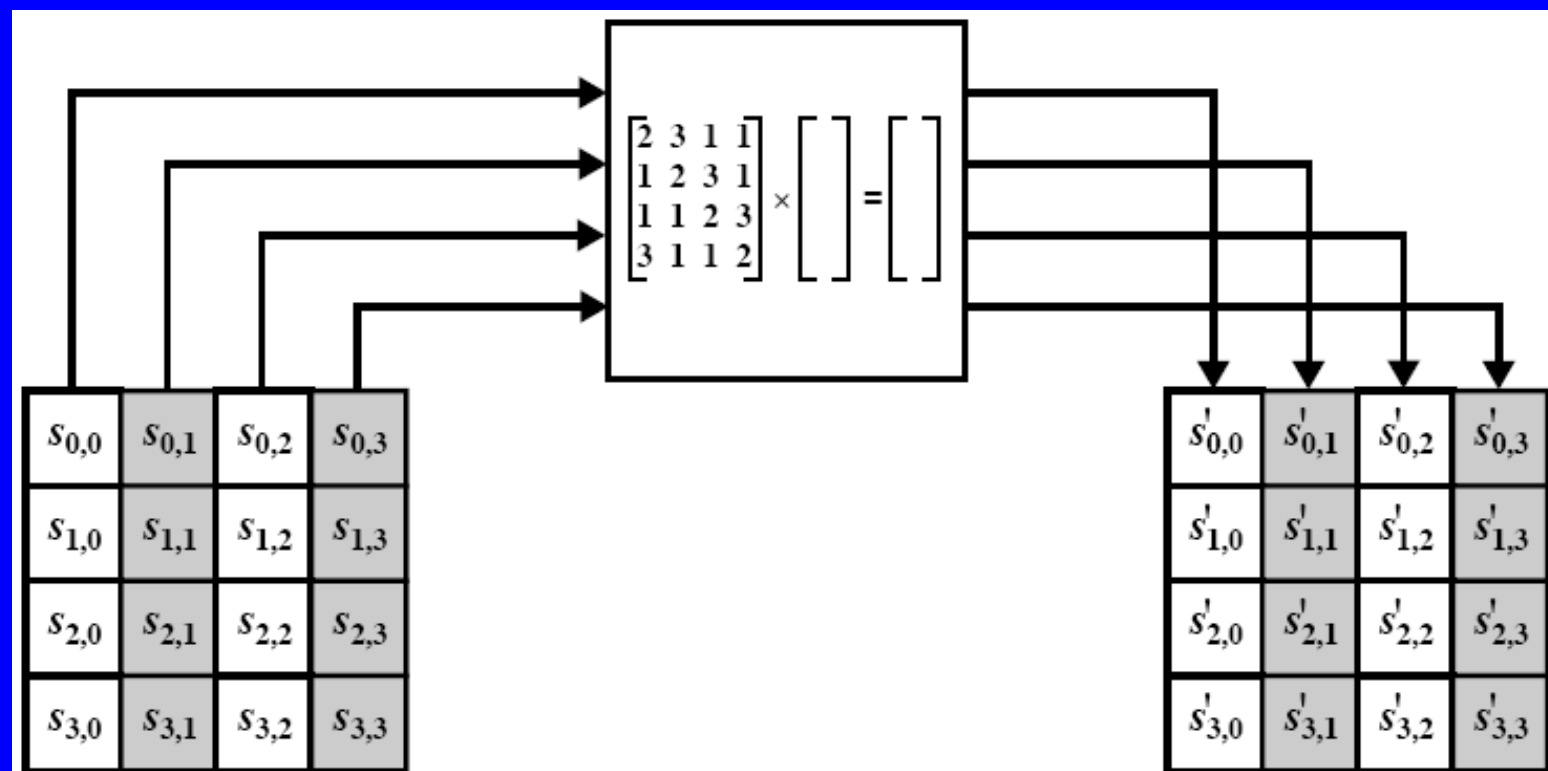 2 3 1 1
1 2 3 1
1 1 2 3
3 1 1 2
× =
s0,0 s0,1 s0,2 s0,3
s1,0 s1,1 s1,2 s1,3
s2,0 s2,1 s2,2 s2,3
s3,0 s3,1 s3,2 s3,3
s'0,0 s'0,1 s'0,2 s'0,3
s'1,0 s'1,1 s'1,2 s'1,3
s'2,0 s'2,1 s'2,2 s'2,3
s'3,0 s'3,1 s'3,2 s'3,3